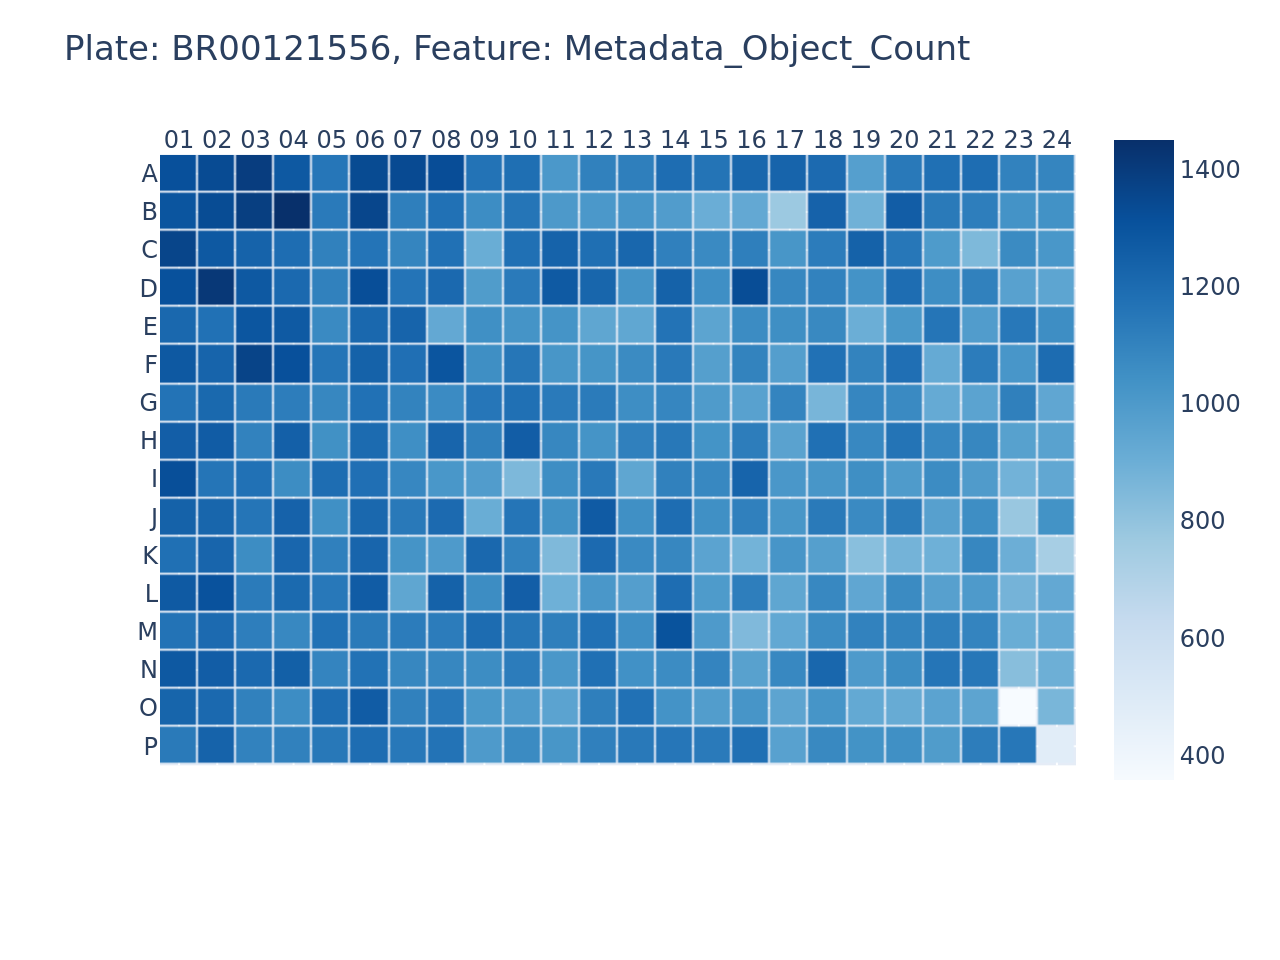 Plate: BR00121556, Feature: Metadata_Object_Count
01 02 03 04 05 06 07 08 09 10 11 12 13 14 15 16 17 18 19 20 21 22 23 24
A
B
C
D
E
F
G
H
I
J
K
L
M
N
O
P
1400
1200
1000
800
600
400